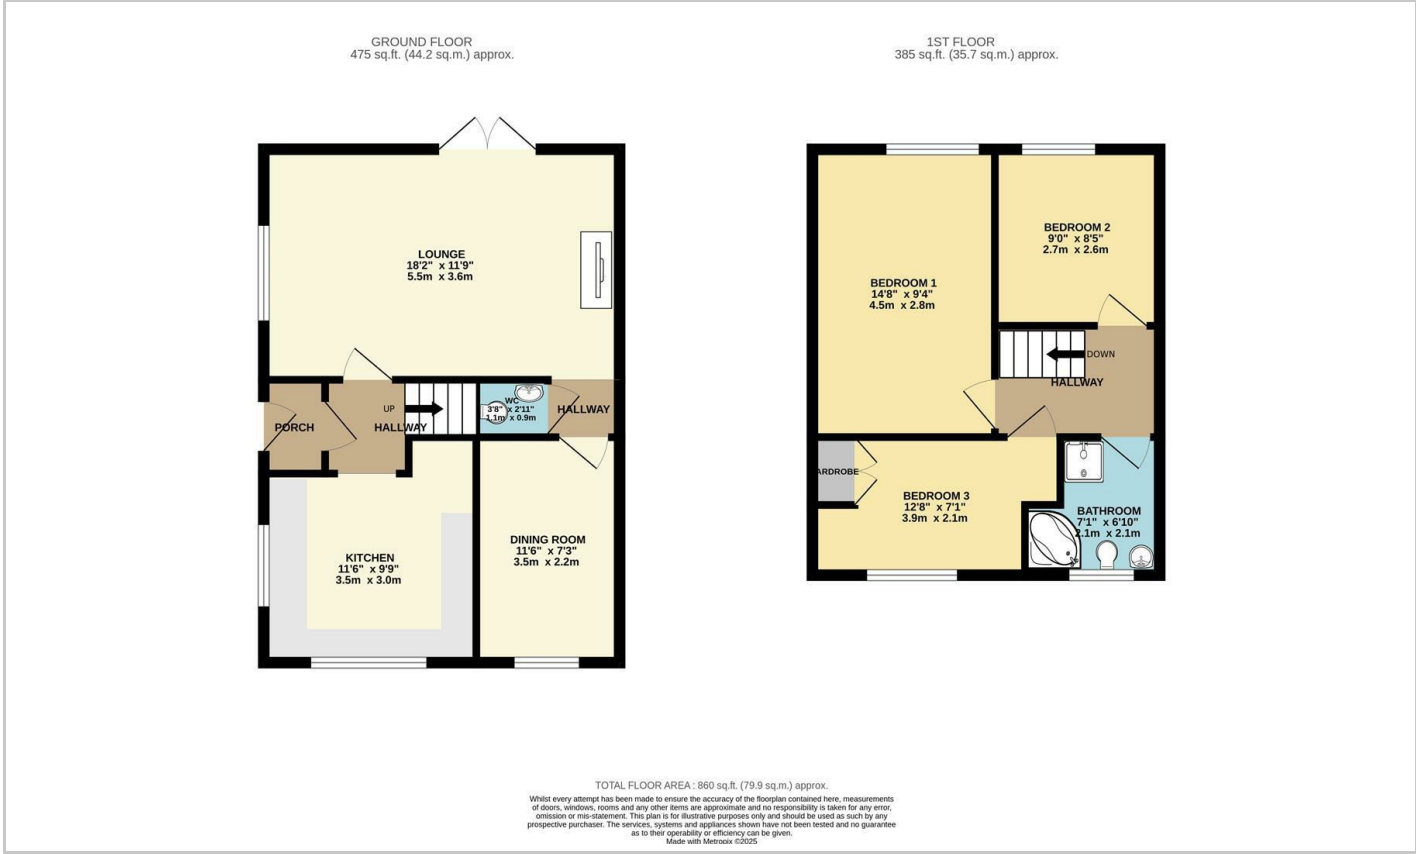 GROUND FLOOR
475 sq.ft. (44.2 sq.m.) approx.
1ST FLOOR
385 sq.ft. (35.7 sq.m.) approx.
LOUNGE
18'2" x 11'9"
5.5m x 3.6m
PORCH
UP
HALLWAY
WC
3'8" x 2'11"
1.1m x 0.9m
HALLWAY
KITCHEN
11'6" x 9'9"
3.5m x 3.0m
DINING ROOM
11'6" x 7'3"
3.5m x 2.2m
BEDROOM 1
14'8" x 9'4"
4.5m x 2.8m
BEDROOM 2
9'0" x 8'5"
2.7m x 2.6m
DOWN
HALLWAY
ARDROBE
BEDROOM 3
12'8" x 7'1"
3.9m x 2.1m
BATHROOM
7'1" x 6'10"
2.1m x 2.1m
TOTAL FLOOR AREA : 860 sq.ft. (79.9 sq.m.) approx.
Whilst every attempt has been made to ensure the accuracy of the floorplan contained here, measurements
of doors, windows, rooms and any other items are approximate and no responsibility is taken for any error,
omission or mis-statement. This plan is for illustrative purposes only and should be used as such by any
prospective purchaser. The services, systems and appliances shown have not been tested and no guarantee
as to their operability or efficiency can be given.
Made with Metropix ©2025